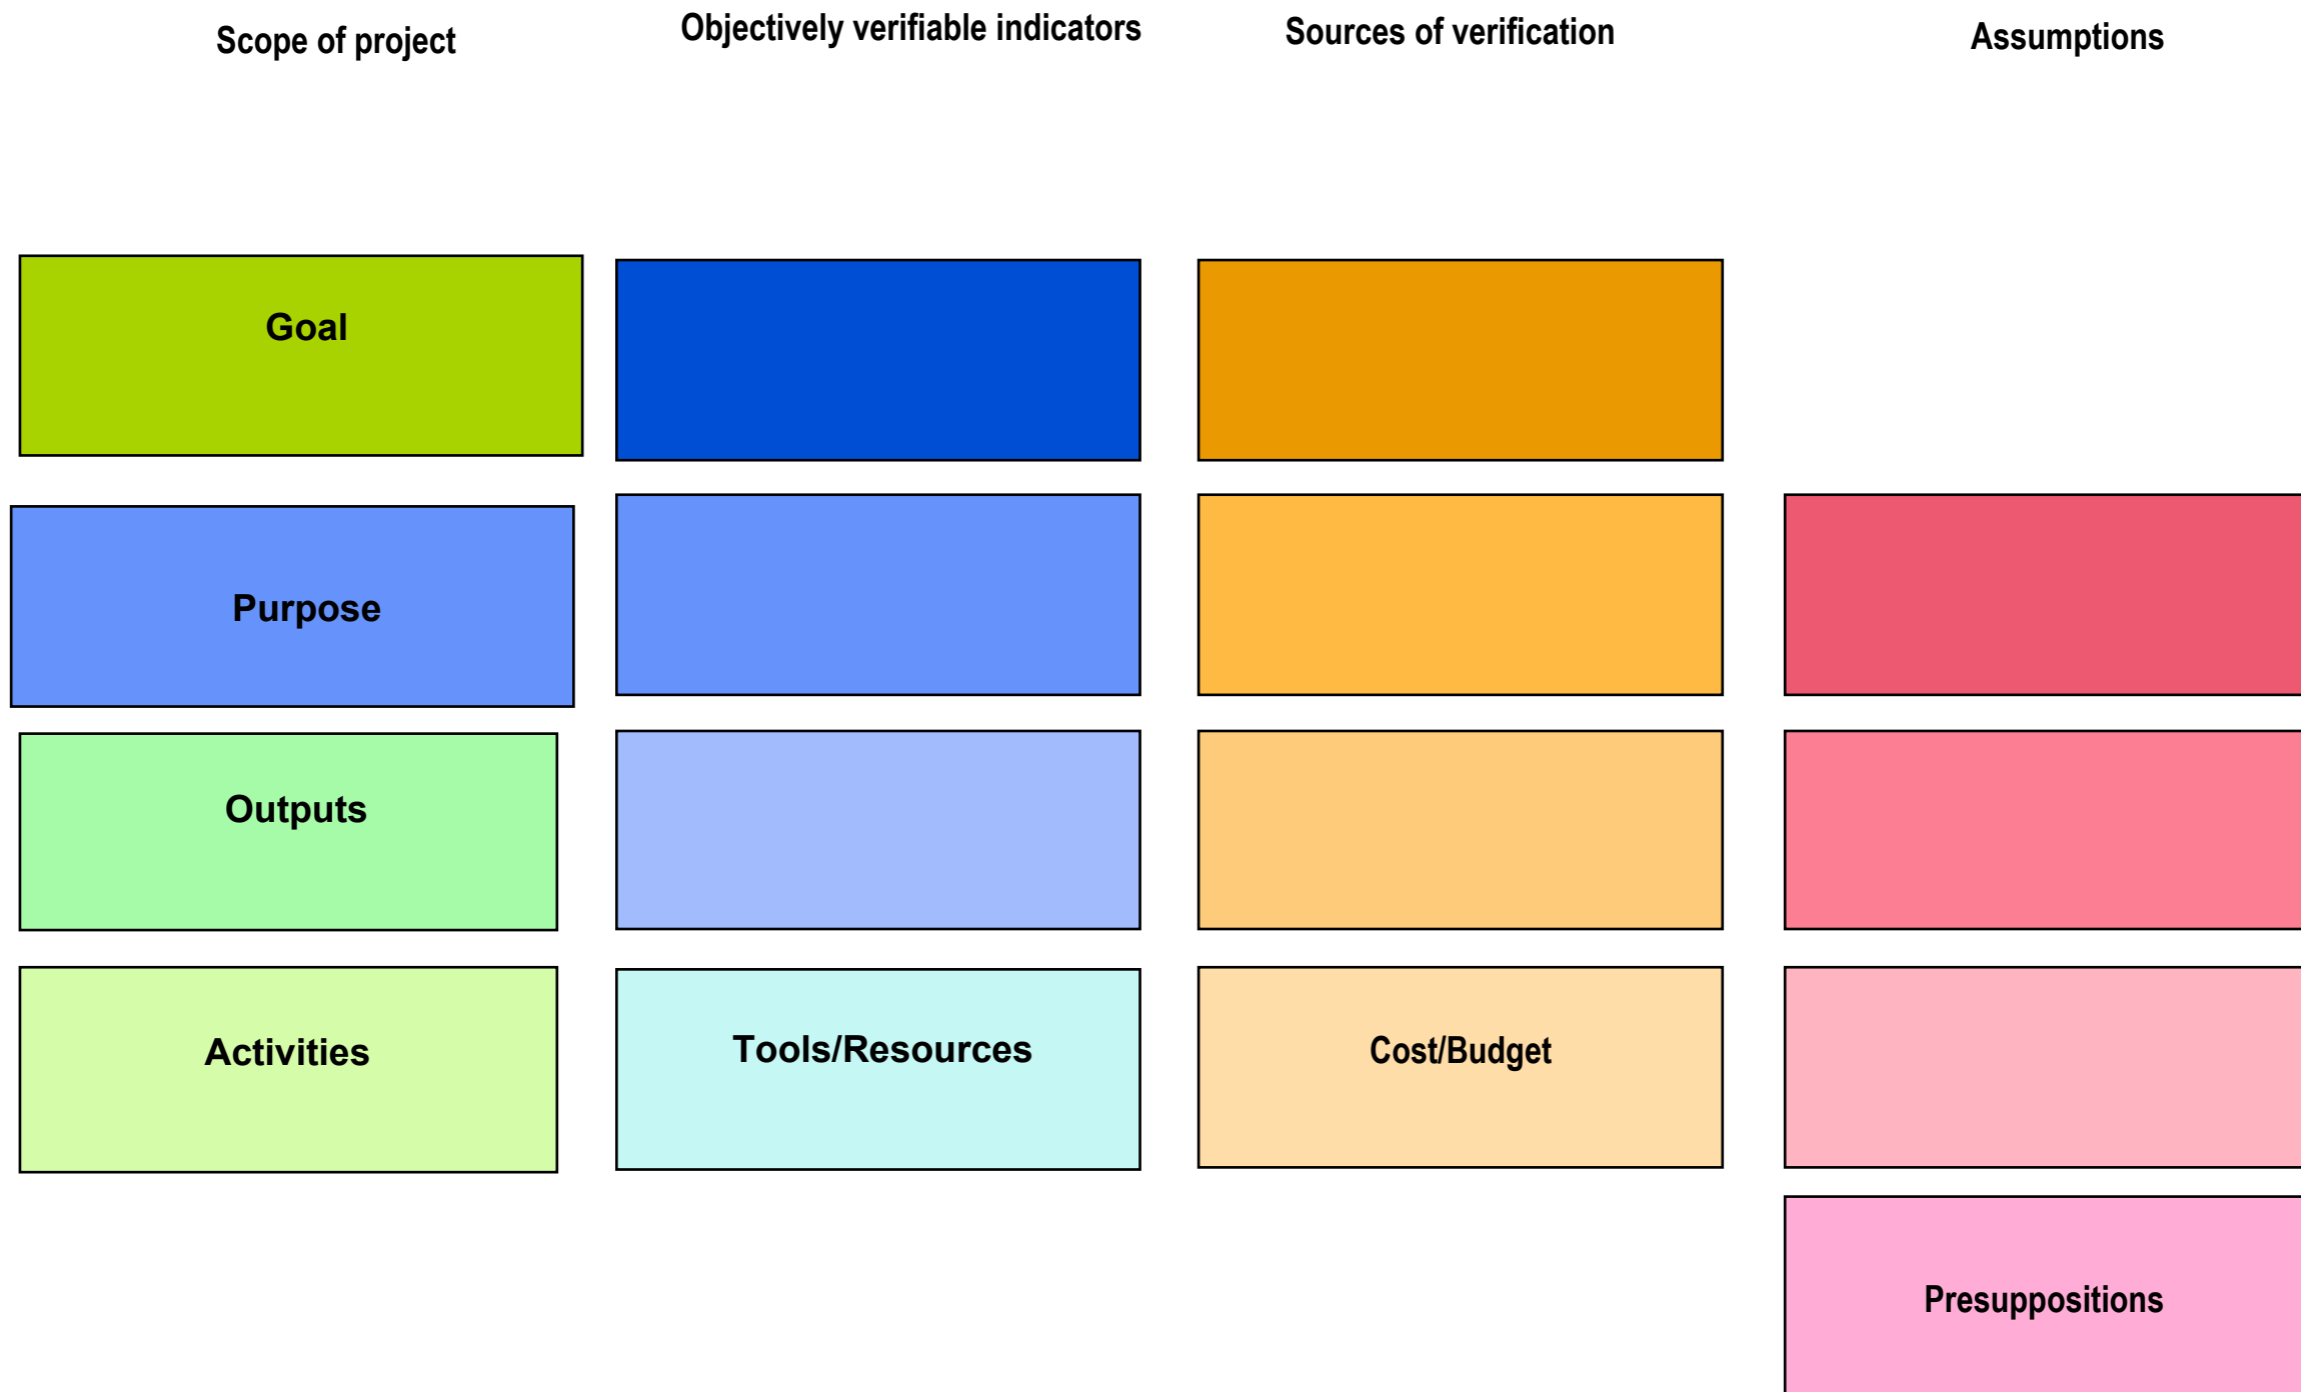 Scope of project
Objectively verifiable indicators
Sources of verification
Assumptions
Goal
Purpose
Outputs
Activities
Tools/Resources
Cost/Budget
Presuppositions